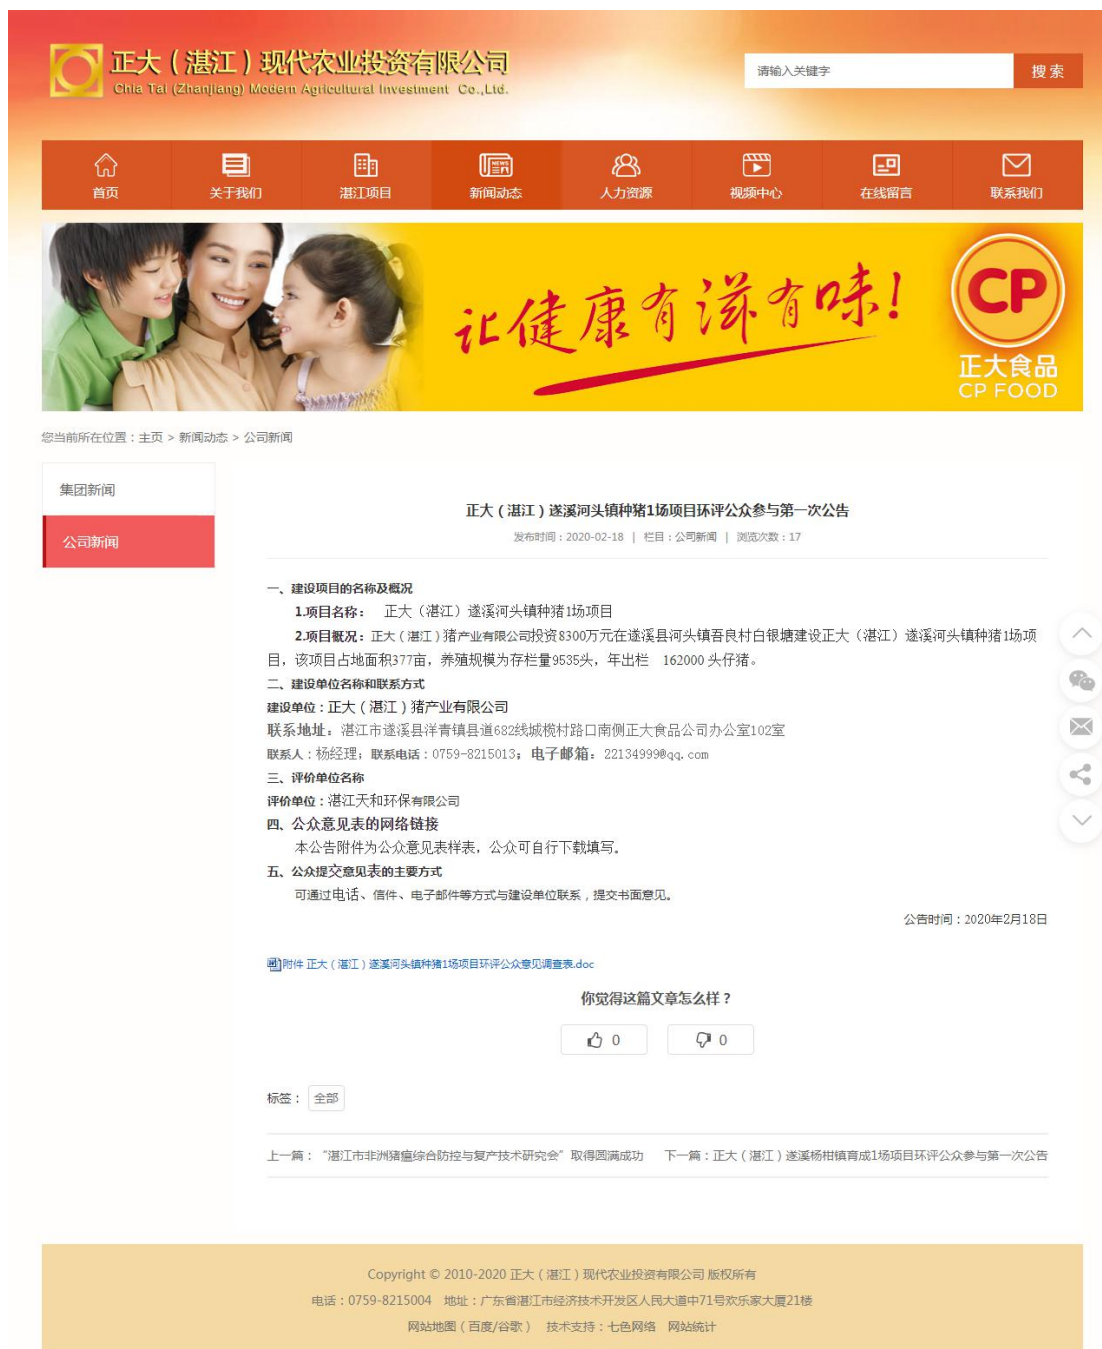 正大（湛江）现代农业投资有限公司
Chia Tai (Zhanjiang) Modern Agricultural Investment Co.,Ltd.
请输入关键字
搜 索
首页
关于我们
湛江项目
NEWS
新闻动态
人力资源
视频中心
在线留言
联系我们
让健康有滋有味!
CP
正大食品
CP FOOD
您当前所在位置：主页 > 新闻动态 > 公司新闻
集团新闻
公司新闻
正大（湛江）遂溪河头镇种猪1场项目环评公众参与第一次公告
发布时间：2020-02-18 | 栏目：公司新闻 | 浏览次数：17
一、建设项目的名称及概况
1.项目名称： 正大（湛江）遂溪河头镇种猪1场项目
2.项目概况：正大（湛江）猪产业有限公司投资8300万元在遂溪县河头镇吾良村白银塘建设正大（湛江）遂溪河头镇种猪1场项
目，该项目占地面积377亩，养殖规模为存栏量9535头，年出栏 162000 头仔猪。
二、建设单位名称和联系方式
建设单位：正大（湛江）猪产业有限公司
联系地址：湛江市遂溪县洋青镇县道682线城榄村路口南侧正大食品公司办公室102室
联系人：杨经理；联系电话：0759-8215013；电子邮箱：22134999@qq.com
三、评价单位名称
评价单位：湛江天和环保有限公司
四、公众意见表的网络链接
本公告附件为公众意见表样表，公众可自行下载填写。
五、公众提交意见表的主要方式
可通过电话、信件、电子邮件等方式与建设单位联系，提交书面意见。
公告时间：2020年2月18日
附件 正大（湛江）遂溪河头镇种猪1场项目环评公众意见调查表.doc
你觉得这篇文章怎么样？
0
0
标签： 全部
上一篇：“湛江市非洲猪瘟综合防控与复产技术研究会”取得圆满成功 下一篇：正大（湛江）遂溪杨柑镇育成1场项目环评公众参与第一次公告
Copyright © 2010-2020 正大（湛江）现代农业投资有限公司 版权所有
电话：0759-8215004 地址：广东省湛江市经济技术开发区人民大道中71号欢乐家大厦21楼
网站地图（百度/谷歌） 技术支持：七色网络 网站统计